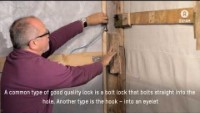 A common type of good quality lock is a bolt lock that bolts straight into the
hole. Another type is the hook – into an eyelet